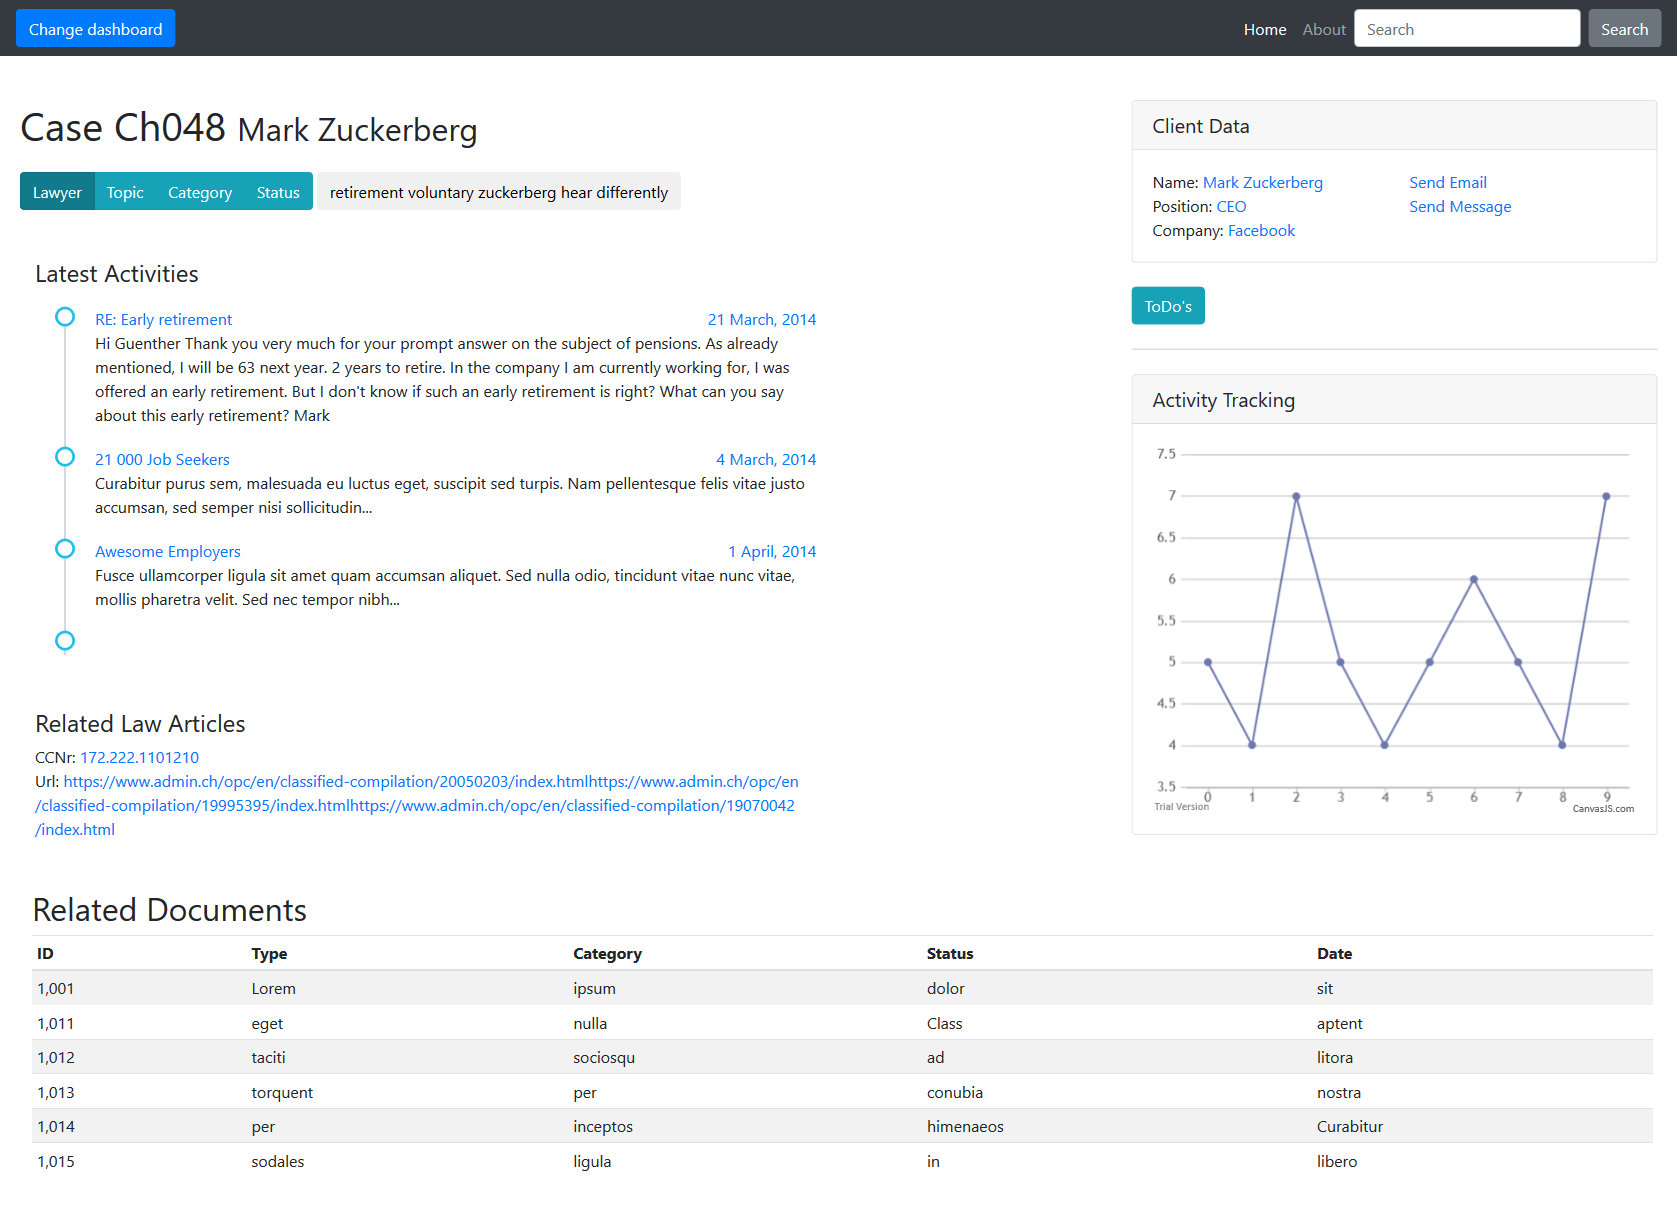 Change dashboard
Home About Search Search
Case Ch048 Mark Zuckerberg
Lawyer Topic Category Status retirement voluntary zuckerberg hear differently
Latest Activities
RE: Early retirement 21 March, 2014
Hi Guenther Thank you very much for your prompt answer on the subject of pensions. As already
mentioned, I will be 63 next year. 2 years to retire. In the company I am currently working for, I was
offered an early retirement. But I don't know if such an early retirement is right? What can you say
about this early retirement? Mark
21 000 Job Seekers 4 March, 2014
Curabitur purus sem, malesuada eu luctus eget, suscipit sed turpis. Nam pellentesque felis vitae justo
accumsan, sed semper nisi sollicitudin...
Awesome Employers 1 April, 2014
Fusce ullamcorper ligula sit amet quam accumsan aliquet. Sed nulla odio, tincidunt vitae nunc vitae,
mollis pharetra velit. Sed nec tempor nibh...
Related Law Articles
CCNr: 172.222.1101210
Url: https://www.admin.ch/opc/en/classified-compilation/20050203/index.htmlhttps://www.admin.ch/opc/en
/classified-compilation/19995395/index.htmlhttps://www.admin.ch/opc/en/classified-compilation/19070042
/index.html
Client Data
Name: Mark Zuckerberg Send Email
Position: CEO Send Message
Company: Facebook
ToDo's
Activity Tracking
7.5
7
6.5
6
5.5
5
4.5
4
3.5
0 1 2 3 4 5 6 7 8 9
Trial Version CanvasJS.com
Related Documents
ID Type Category Status Date
1,001 Lorem ipsum dolor sit
1,011 eget nulla Class aptent
1,012 taciti sociosqu ad litora
1,013 torquent per conubia nostra
1,014 per inceptos himenaeos Curabitur
1,015 sodales ligula in libero